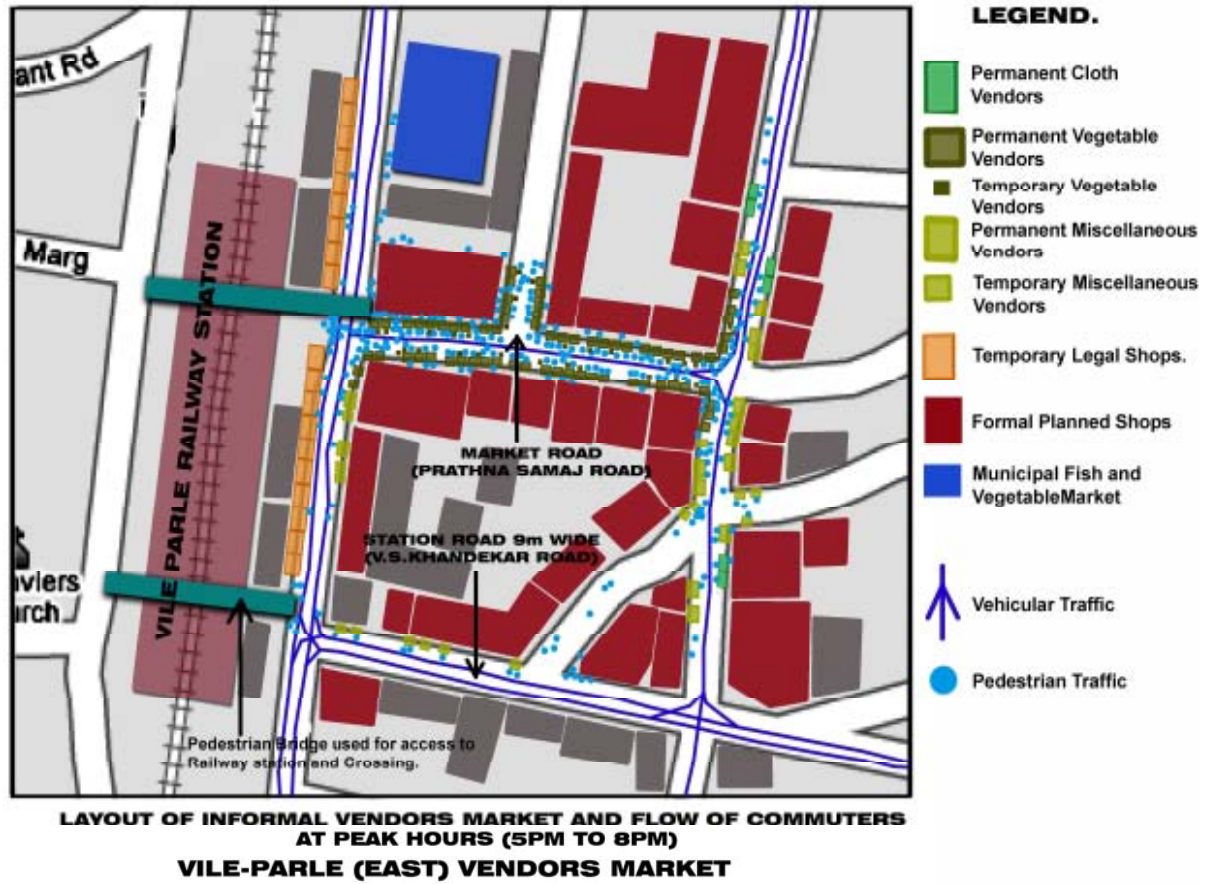 LEGEND.
Permanent Cloth
Vendors
Permanent Vegetable
Vendors
Temporary Vegetable
Vendors
Permanent Miscellaneous
Vendors
Temporary Miscellaneous
Vendors
Temporary Legal Shops.
Formal Planned Shops
Municipal Fish and
VegetableMarket
Vehicular Traffic
Pedestrian Traffic
ant Rd
Marg
VILE PARLE RAILWAY STATION
MARKET ROAD
(PRATHNA SAMAJ ROAD)
STATION ROAD 9m WIDE
(V.S.KHANDEKAR ROAD)
aviers
urch
Pedestrian Bridge used for access to
Railway station and Crossing.
LAYOUT OF INFORMAL VENDORS MARKET AND FLOW OF COMMUTERS
AT PEAK HOURS (5PM TO 8PM)
VILE-PARLE (EAST) VENDORS MARKET